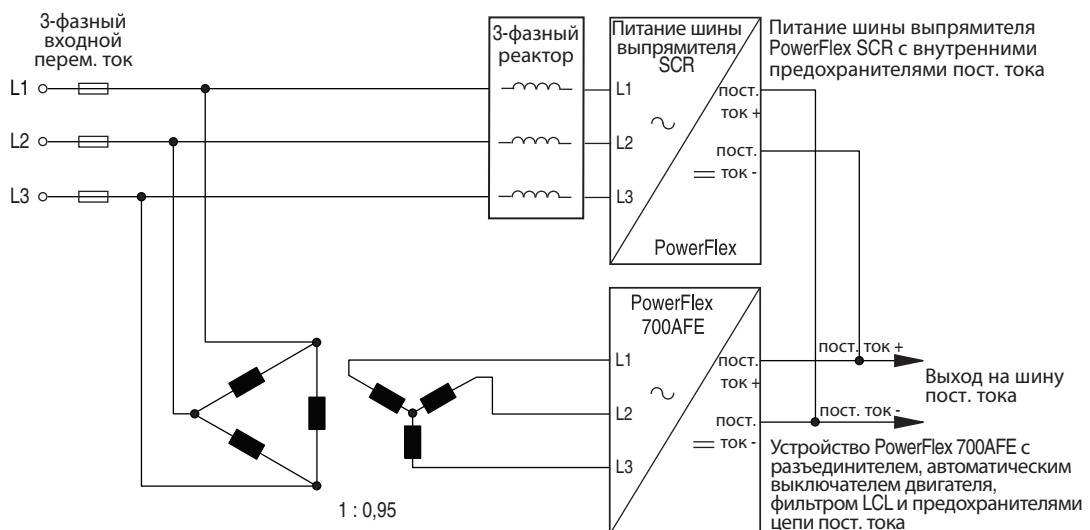 3-фазный
входной
перем. ток
L1
L2
L3
3-фазный
реактор
Питание шины
выпрямителя
SCR
L1
L2
L3
пост.
ток +
пост.
ток -
PowerFlex
Питание шины выпрямителя
PowerFlex SCR с внутренними
предохранителями пост. тока
PowerFlex
700AFE
L1
L2
L3
пост.
ток +
пост.
ток -
пост. ток +
пост. ток -
Выход на шину
пост. тока
Устройство PowerFlex 700AFE с
разъединителем, автоматическим
выключателем двигателя,
фильтром LCL и предохранителями
цепи пост. тока
1 : 0,95